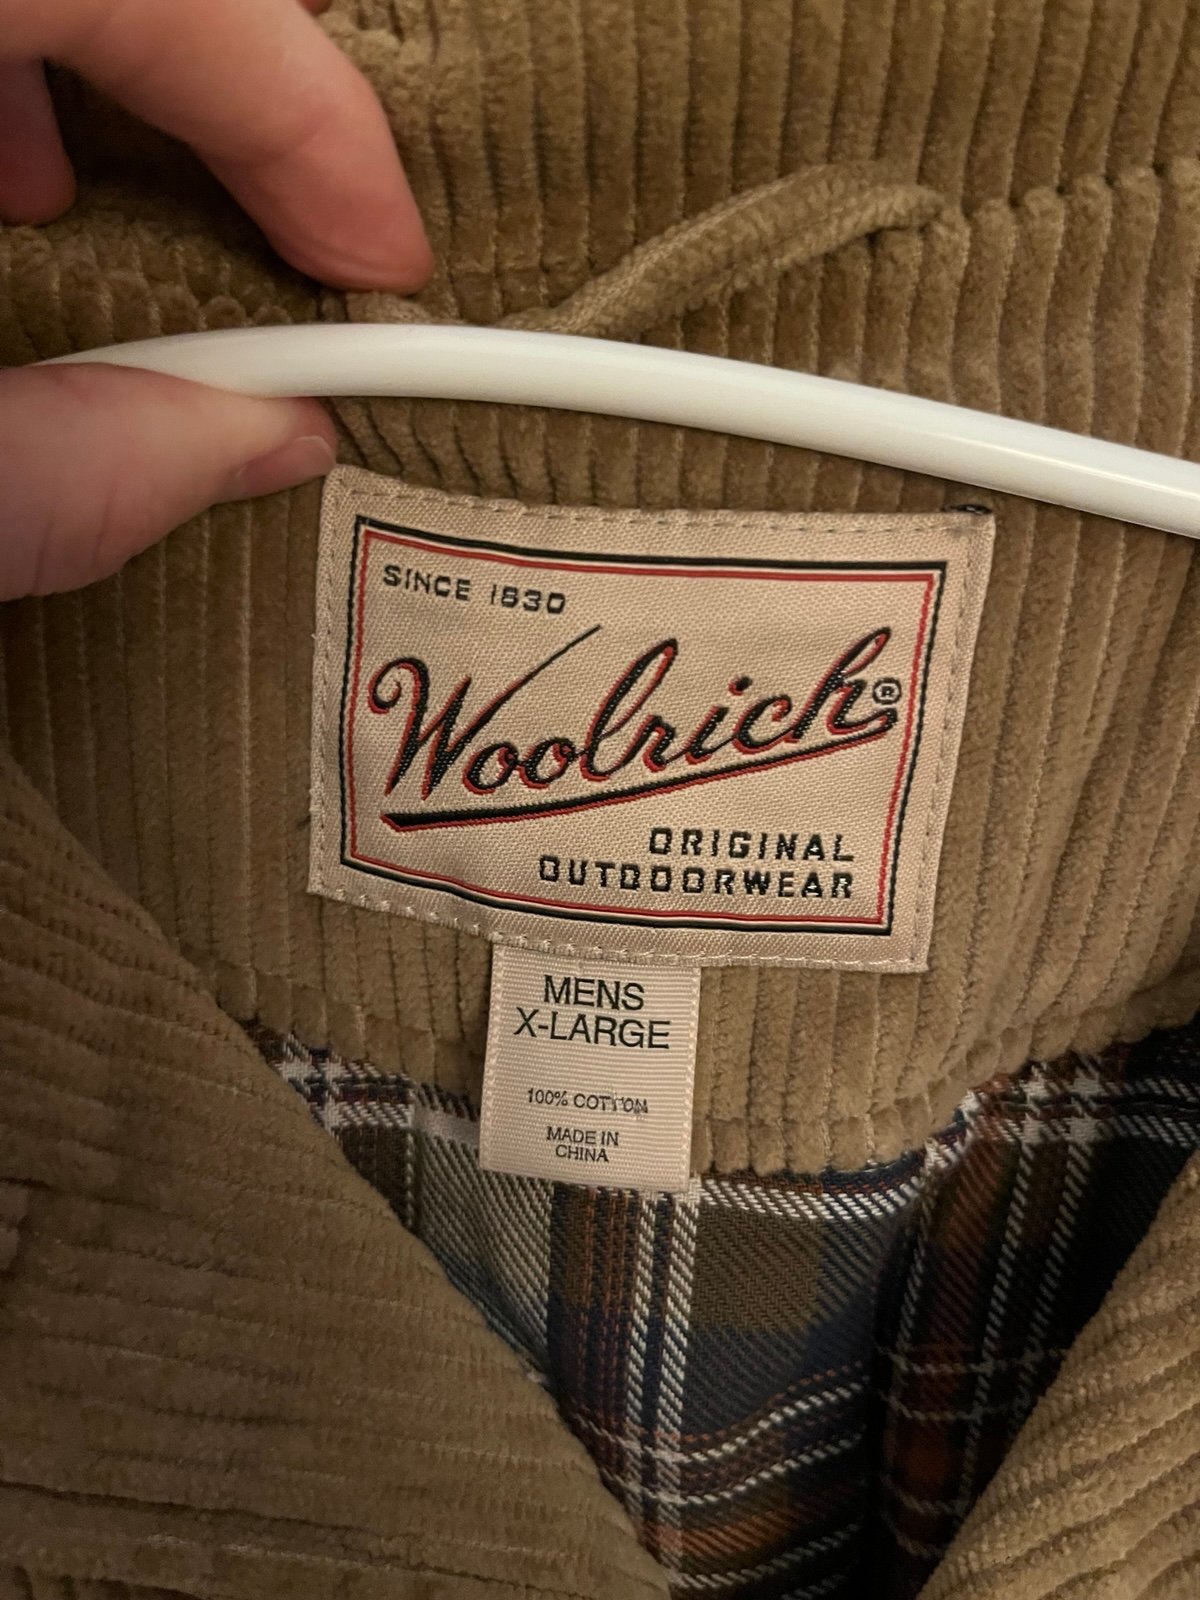 SINCE 1830
Woolrich®
ORIGINAL
OUTDOORWEAR
MENS
X-LARGE
100% COTTON
MADE IN
CHINA